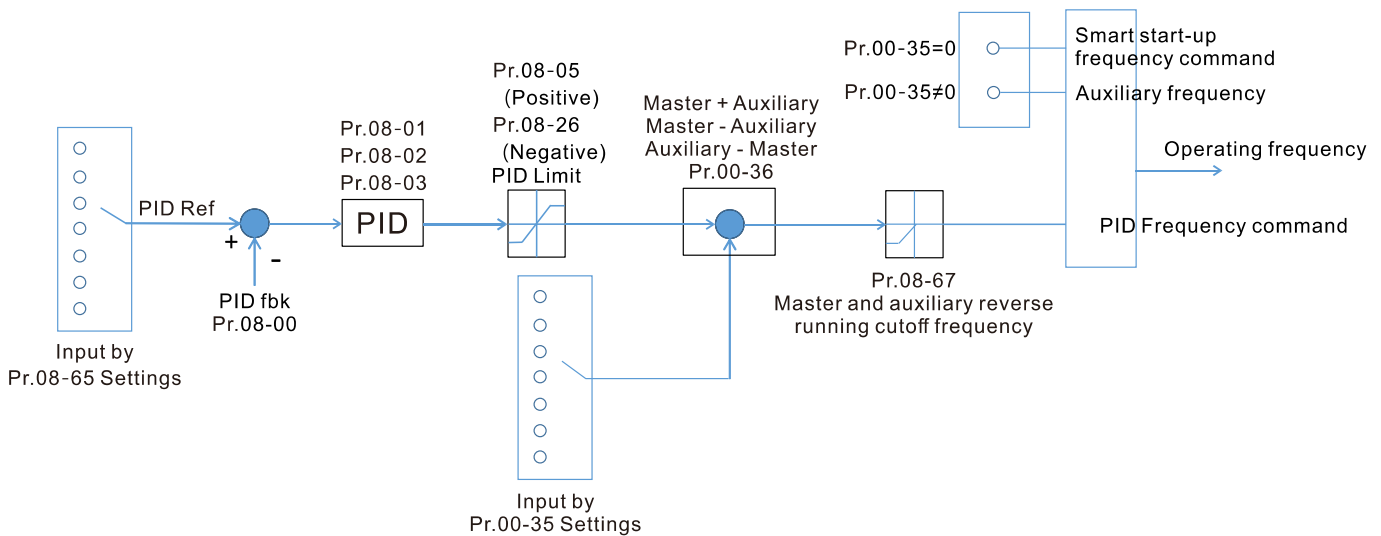 Pr.00-35=0
Pr.00-35≠0
Smart start-up
frequency command
Auxiliary frequency
Operating frequency
PID Frequency command
Pr.08-05
(Positive)
Pr.08-26
(Negative)
PID Limit
Master + Auxiliary
Master - Auxiliary
Auxiliary - Master
Pr.00-36
Pr.08-01
Pr.08-02
Pr.08-03
PID
PID Ref
+
-
PID fbk
Pr.08-00
Pr.08-67
Master and auxiliary reverse
running cutoff frequency
Input by
Pr.08-65 Settings
Input by
Pr.00-35 Settings